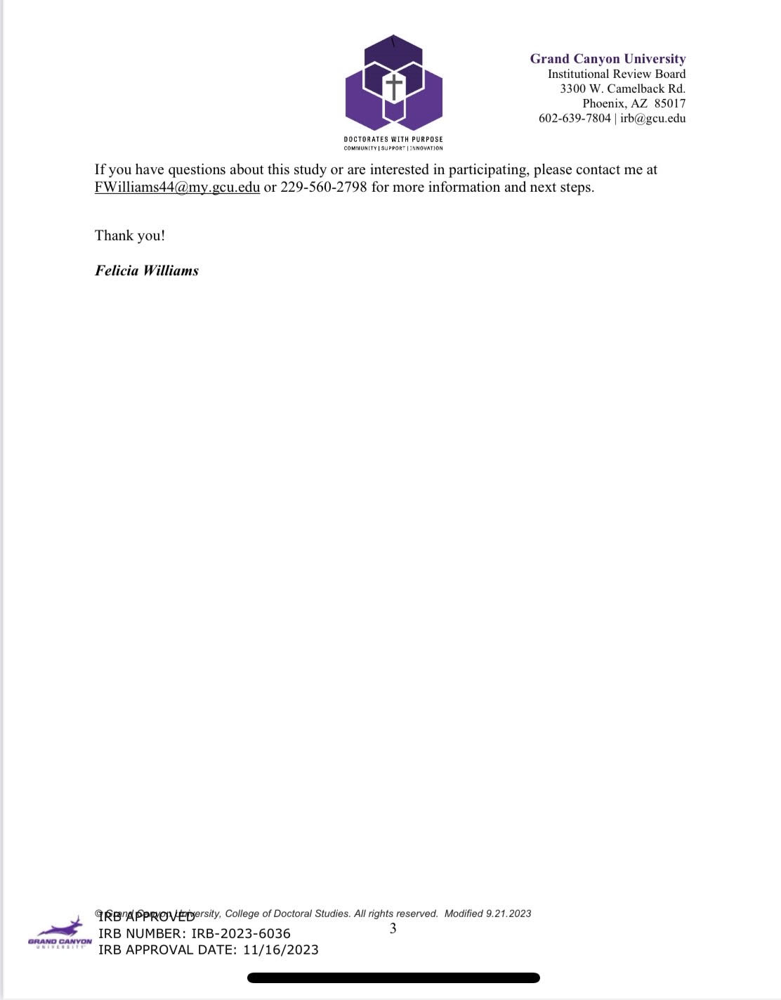 Grand Canyon University
Institutional Review Board
3300 W. Camelback Rd.
Phoenix, AZ  85017
602-639-7804 | irb@gcu.edu
DOCTORATES WITH PURPOSE
COMMUNITY | SUPPORT | INNOVATION
If you have questions about this study or are interested in participating, please contact me at
FWilliams44@my.gcu.edu or 229-560-2798 for more information and next steps.
Thank you!
Felicia Williams
© Grand Canyon University, College of Doctoral Studies. All rights reserved.  Modified 9.21.2023
IRB APPROVED
3
IRB NUMBER: IRB-2023-6036
IRB APPROVAL DATE: 11/16/2023
GRAND CANYON
UNIVERSITY